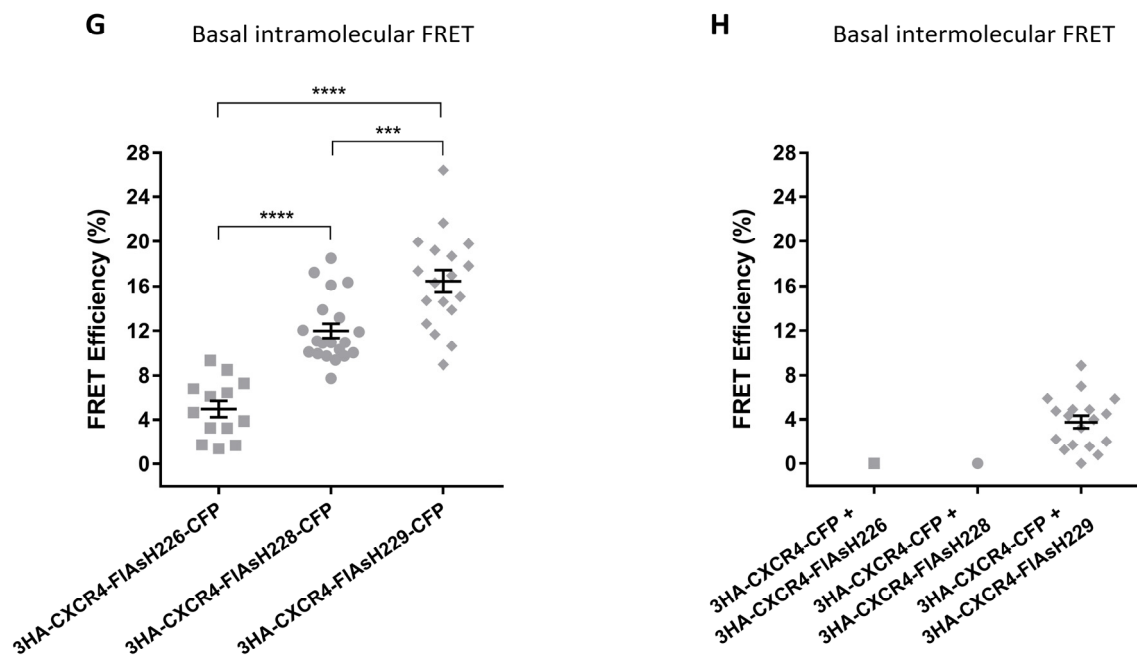 G
Basal intramolecular FRET
****
***
****
28
24
20
16
12
8
4
0
FRET Efficiency (%)
3HA-CXCR4-FlAsH226-CFP
3HA-CXCR4-FlAsH228-CFP
3HA-CXCR4-FlAsH229-CFP
H
Basal intermolecular FRET
28
24
20
16
12
8
4
0
FRET Efficiency (%)
3HA-CXCR4-CFP +
3HA-CXCR4-FlAsH226
3HA-CXCR4-CFP +
3HA-CXCR4-FlAsH228
3HA-CXCR4-CFP +
3HA-CXCR4-FlAsH229